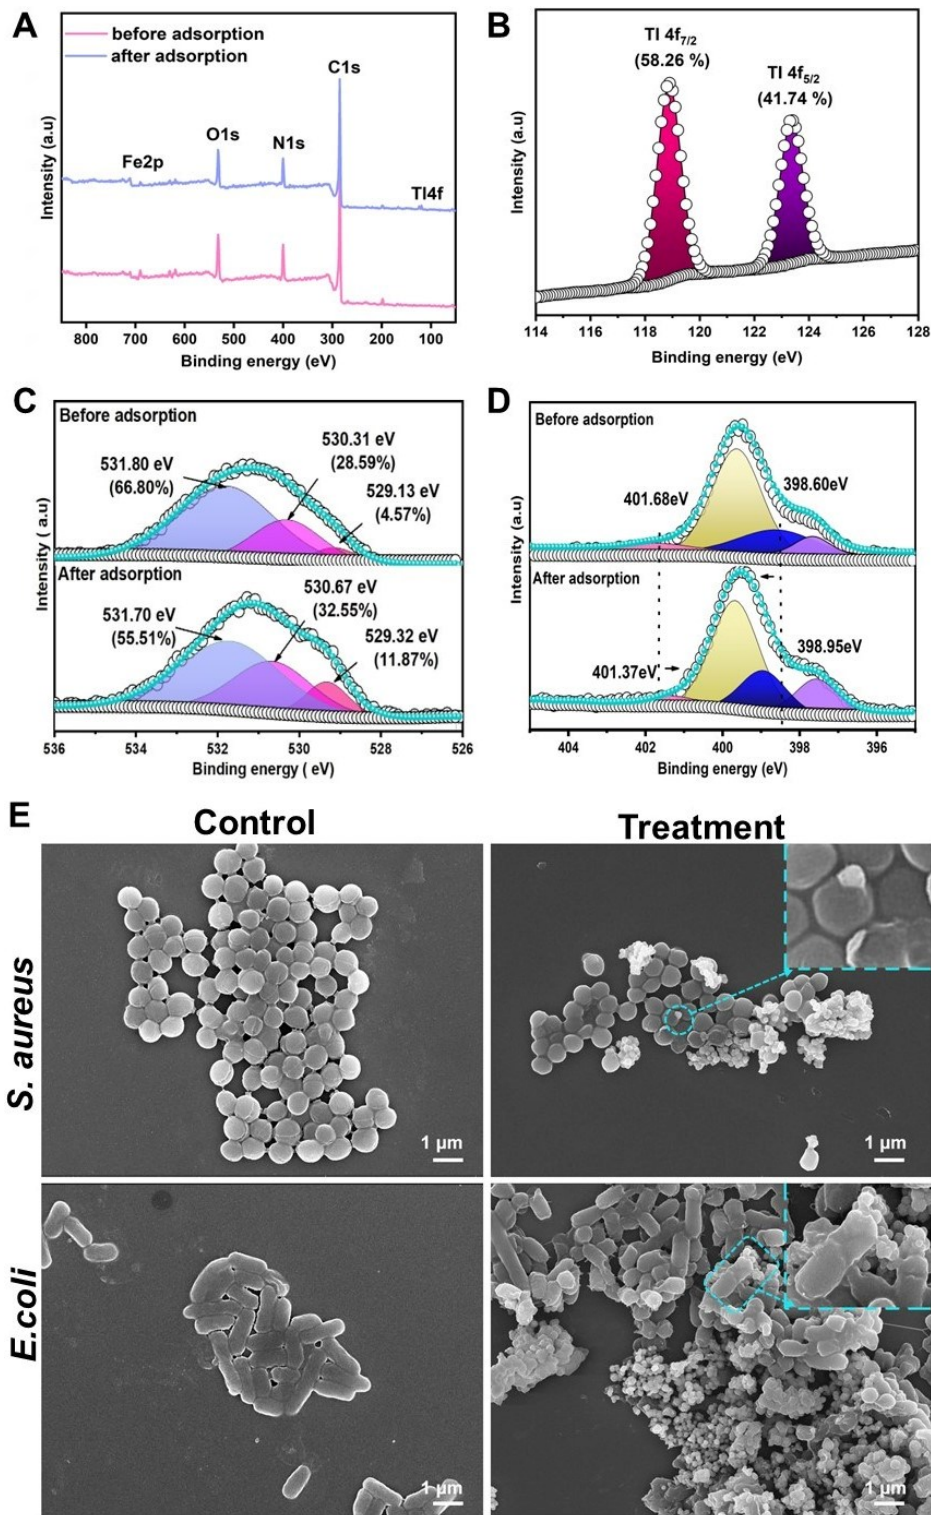 A
before adsorption
after adsorption
C1s
O1s
N1s
Fe2p
Tl4f
Intensity (a.u)
800 700 600 500 400 300 200 100
Binding energy (eV)
B
Tl 4f7/2
(58.26 %)
Tl 4f5/2
(41.74 %)
Intensity (a.u)
114 116 118 120 122 124 126 128
Binding energy (eV)
C
Before adsorption
531.80 eV
(66.80%)
530.31 eV
(28.59%)
529.13 eV
(4.57%)
After adsorption
531.70 eV
(55.51%)
530.67 eV
(32.55%)
529.32 eV
(11.87%)
Intensity ( a.u)
536 534 532 530 528 526
Binding energy ( eV)
D
Before adsorption
401.68eV
398.60eV
After adsorption
401.37eV
398.95eV
Intensity (a.u)
404 402 400 398 396
Binding energy (eV)
E
Control
Treatment
S. aureus
1 μm
1 μm
E.coli
1 μm
1 μm